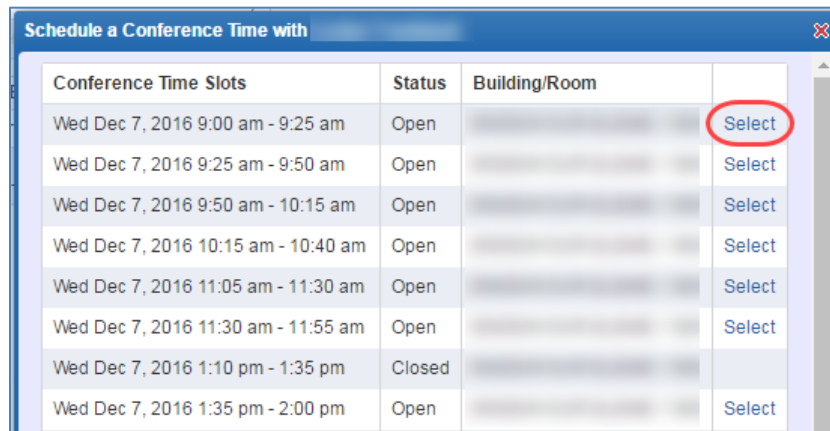 Schedule a Conference Time with
Conference Time Slots Status Building/Room
Wed Dec 7, 2016 9:00 am - 9:25 am Open Select
Wed Dec 7, 2016 9:25 am - 9:50 am Open Select
Wed Dec 7, 2016 9:50 am - 10:15 am Open Select
Wed Dec 7, 2016 10:15 am - 10:40 am Open Select
Wed Dec 7, 2016 11:05 am - 11:30 am Open Select
Wed Dec 7, 2016 11:30 am - 11:55 am Open Select
Wed Dec 7, 2016 1:10 pm - 1:35 pm Closed
Wed Dec 7, 2016 1:35 pm - 2:00 pm Open Select